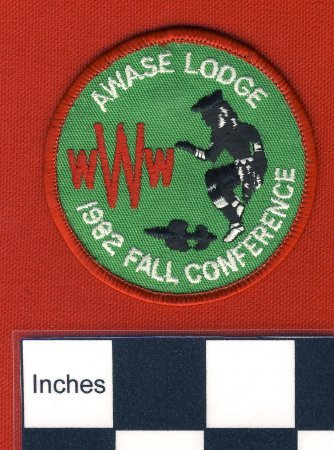 AWASE LODGE
WWW
1982 FALL CONFERENCE
Inches